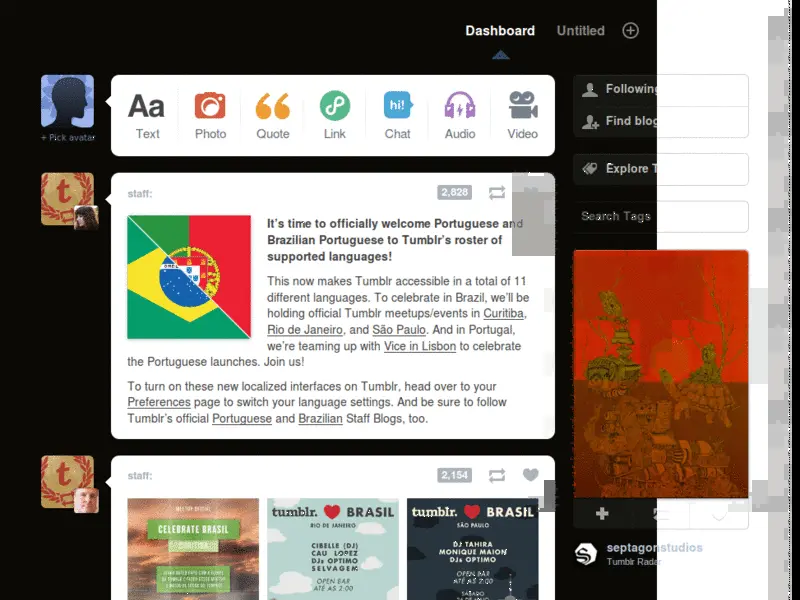 Dashboard Untitled
+ Pick avatar
Aa
hi!
Text Photo Quote Link Chat Audio Video
Following
Find blog
Explore T
Search Tags
staff: 2,828
It's time to officially welcome Portuguese and
Brazilian Portuguese to Tumblr's roster of
supported languages!
This now makes Tumblr accessible in a total of 11
different languages. To celebrate in Brazil, we'll be
holding official Tumblr meetups/events in Curitiba,
Rio de Janeiro, and São Paulo. And in Portugal,
we're teaming up with Vice in Lisbon to celebrate
the Portuguese launches. Join us!
To turn on these new localized interfaces on Tumblr, head over to your
Preferences page to switch your language settings. And be sure to follow
Tumblr's official Portuguese and Brazilian Staff Blogs, too.
staff: 2,154
CELEBRATE BRASIL
tumblr. BRASIL
RIO DE JANEIRO
CIBELLE (DJ)
CAU LOPEZ
DJs OPTIMO
SELVAGEM
OPEN BAR
ATÉ AS 2:00
tumblr. BRASIL
SÃO PAULO
DJ TAHIRA
MONIQUE MAION
DJs OPTIMO
OPEN BAR
ATÉ AS 2:00
septagonstudios
Tumblr Radar